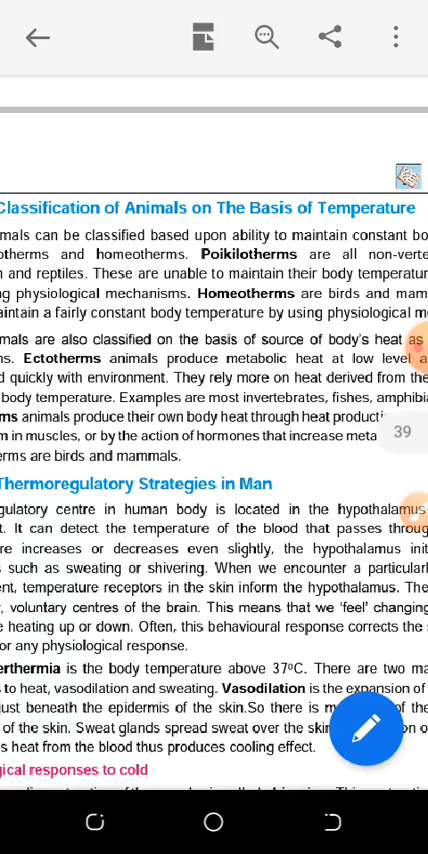 Classification of Animals on The Basis of Temperature
mals can be classified based upon ability to maintain constant bo
otherms and homeotherms. Poikilotherms are all non-verte
n and reptiles. These are unable to maintain their body temperatur
ng physiological mechanisms. Homeotherms are birds and mam
aintain a fairly constant body temperature by using physiological m
mals are also classified on the basis of source of body's heat as
ns. Ectotherms animals produce metabolic heat at low level a
d quickly with environment. They rely more on heat derived from the
body temperature. Examples are most invertebrates, fishes, amphibia
ms animals produce their own body heat through heat producti
m in muscles, or by the action of hormones that increase meta
39
erms are birds and mammals.
Thermoregulatory Strategies in Man
gulatory centre in human body is located in the hypothalamus
t. It can detect the temperature of the blood that passes throug
re increases or decreases even slightly, the hypothalamus init
s such as sweating or shivering. When we encounter a particularl
ent, temperature receptors in the skin inform the hypothalamus. The
, voluntary centres of the brain. This means that we 'feel' changing
e heating up or down. Often, this behavioural response corrects the
or any physiological response.
erthermia is the body temperature above 37ºC. There are two ma
s to heat, vasodilation and sweating. Vasodilation is the expansion of
just beneath the epidermis of the skin.So there is m of the
of the skin. Sweat glands spread sweat over the skin on o
s heat from the blood thus produces cooling effect.
gical responses to cold